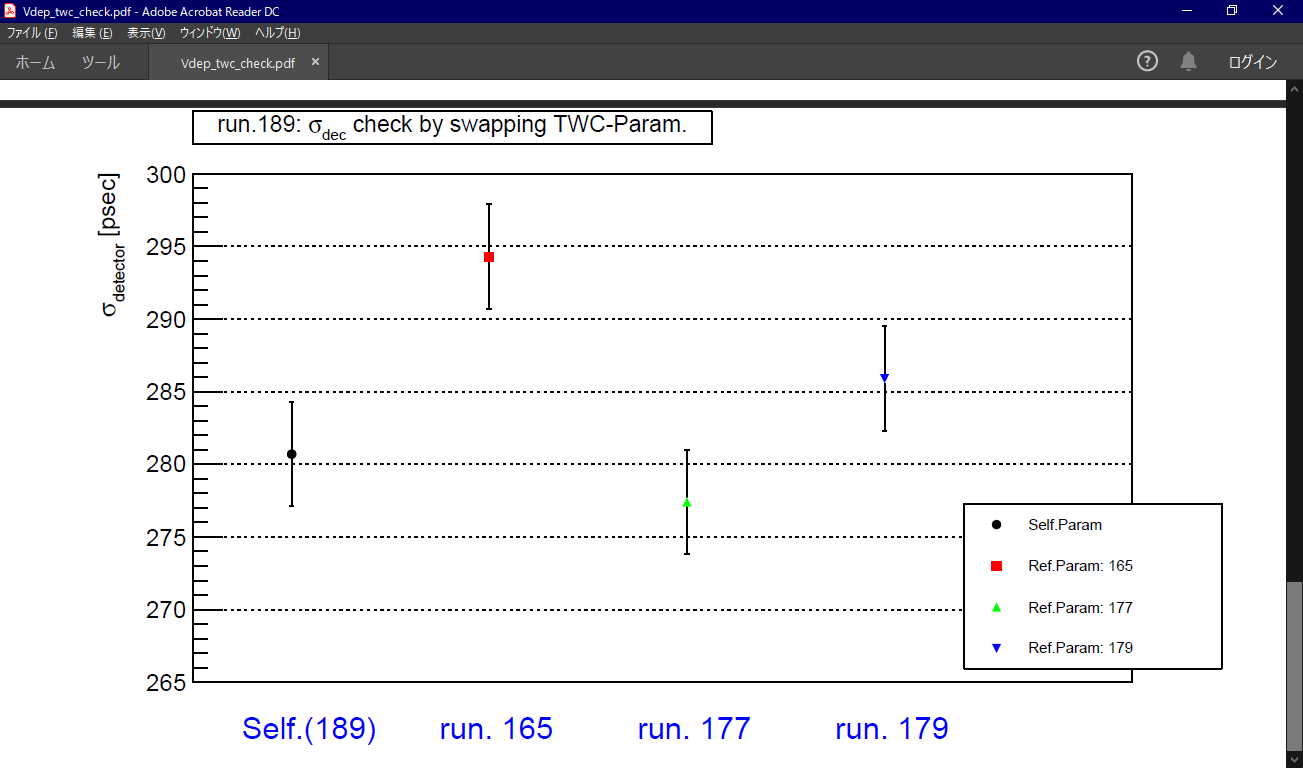 Vdep_twc_check.pdf - Adobe Acrobat Reader DC
ファイル (F) 編集 (E) 表示(V) ウィンドウ(W) ヘルプ(H)
ホーム ツール Vdep_twc_check.pdf × ? ログイン
run.189: σdec check by swapping TWC-Param.
σdetector [psec]
300
295
290
285
280
275
270
265
Self.Param
Ref.Param: 165
Ref.Param: 177
Ref.Param: 179
Self.(189) run. 165 run. 177 run. 179